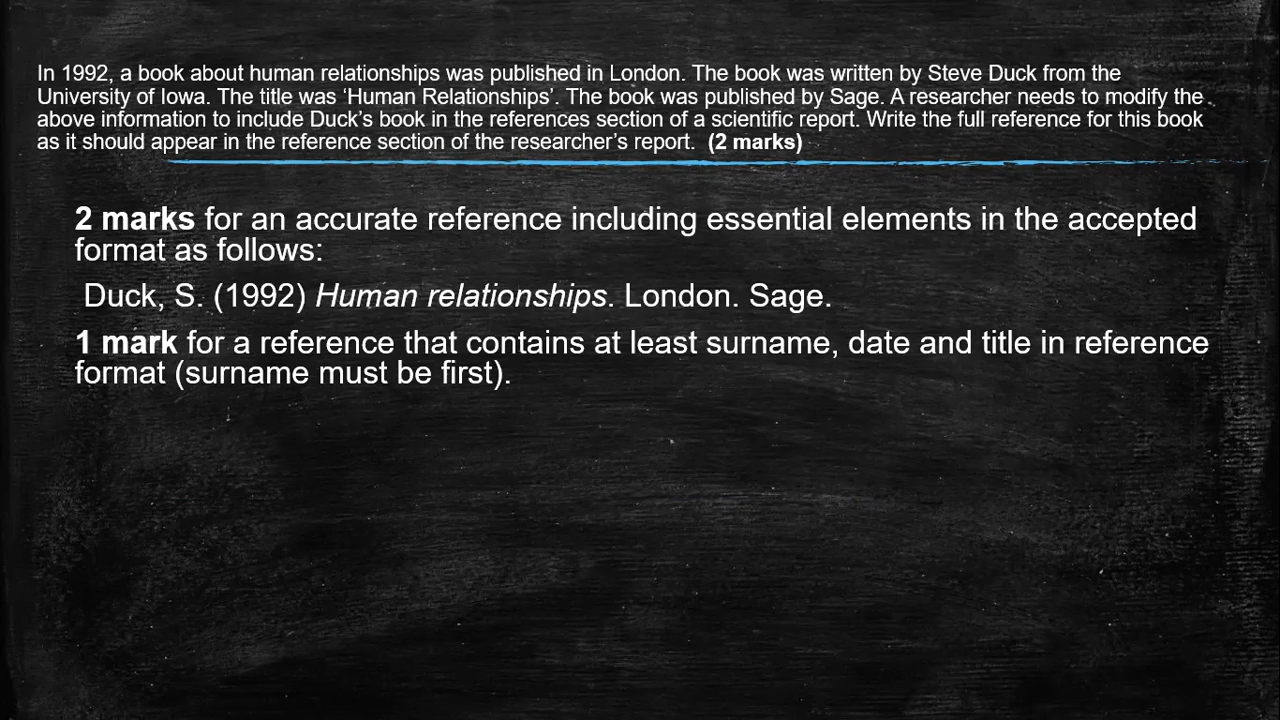 In 1992, a book about human relationships was published in London. The book was written by Steve Duck from the
University of Iowa. The title was ‘Human Relationships’. The book was published by Sage. A researcher needs to modify the
above information to include Duck’s book in the references section of a scientific report. Write the full reference for this book
as it should appear in the reference section of the researcher’s report. (2 marks)
2 marks for an accurate reference including essential elements in the accepted
format as follows:
Duck, S. (1992) Human relationships. London. Sage.
1 mark for a reference that contains at least surname, date and title in reference
format (surname must be first).